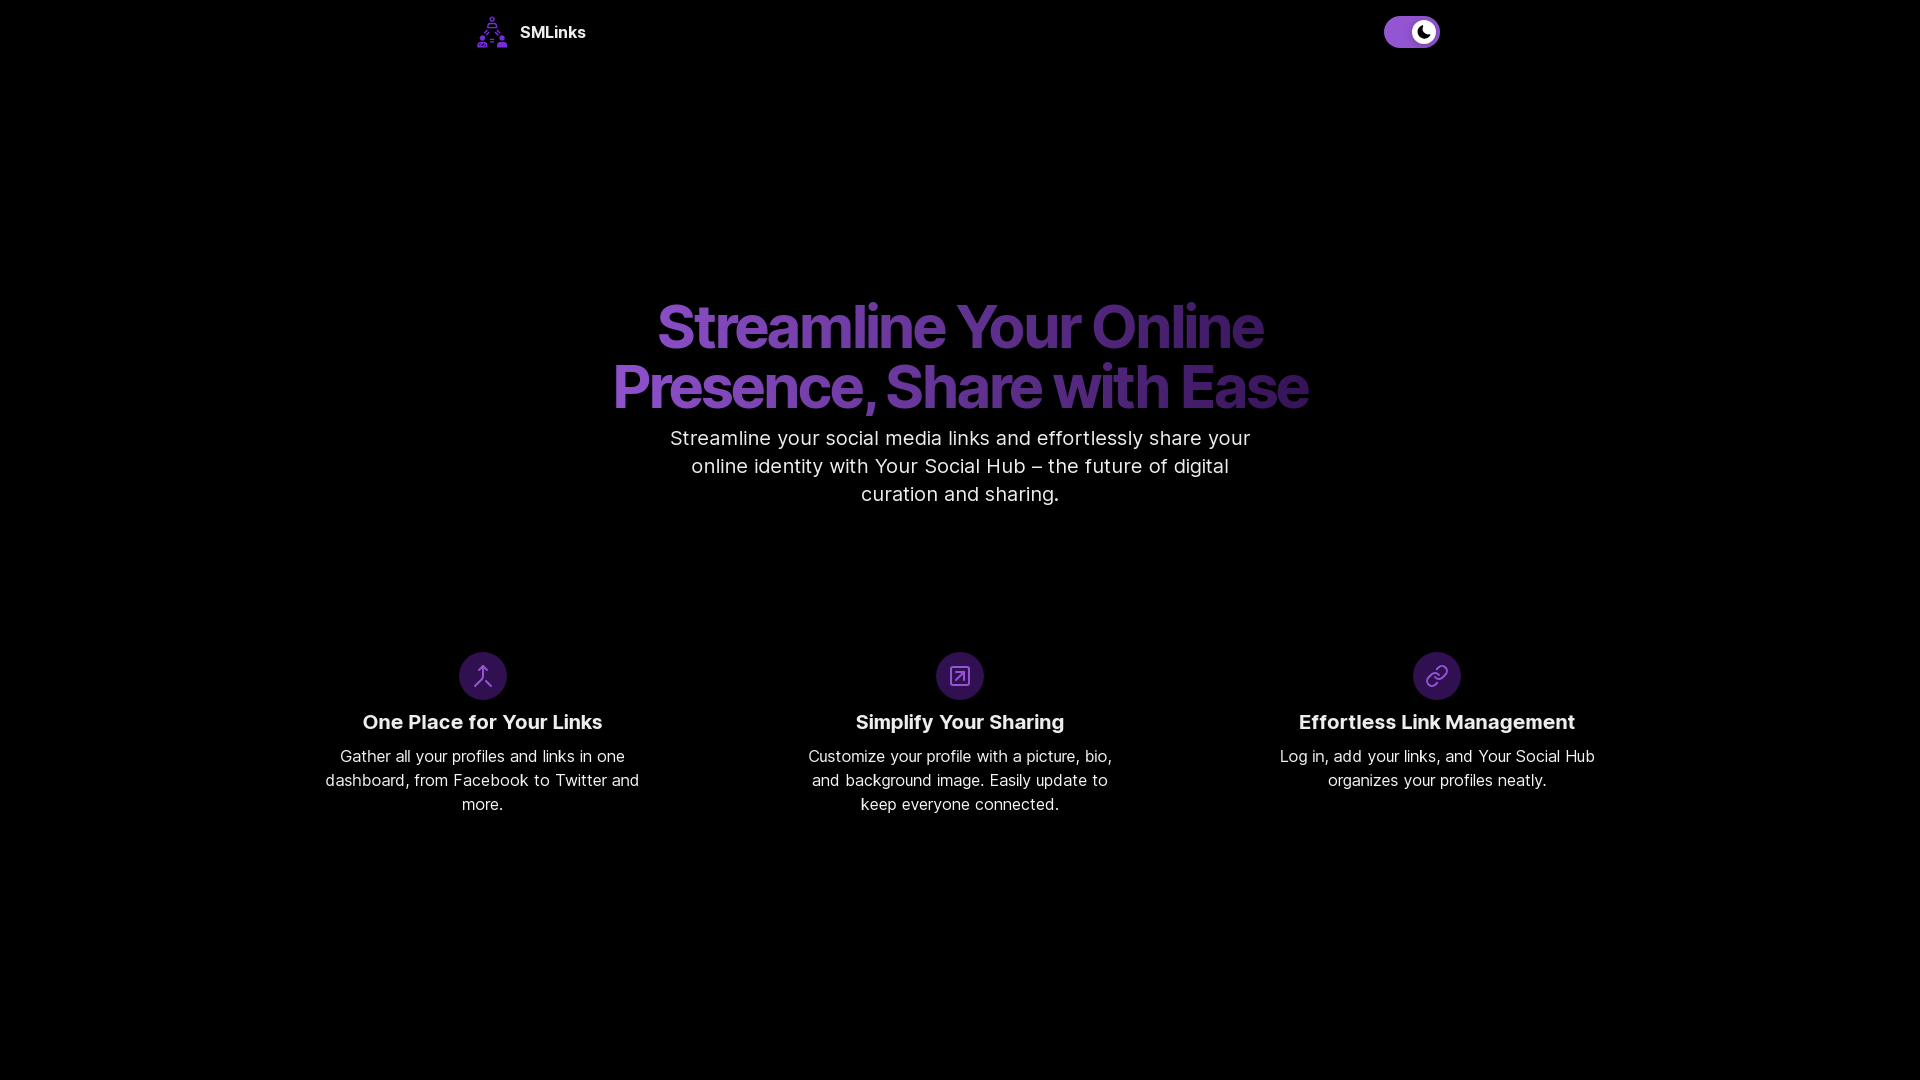 SMLinks
Streamline Your Online
Presence, Share with Ease
Streamline your social media links and effortlessly share your
online identity with Your Social Hub – the future of digital
curation and sharing.
One Place for Your Links
Gather all your profiles and links in one
dashboard, from Facebook to Twitter and
more.
Simplify Your Sharing
Customize your profile with a picture, bio,
and background image. Easily update to
keep everyone connected.
Effortless Link Management
Log in, add your links, and Your Social Hub
organizes your profiles neatly.